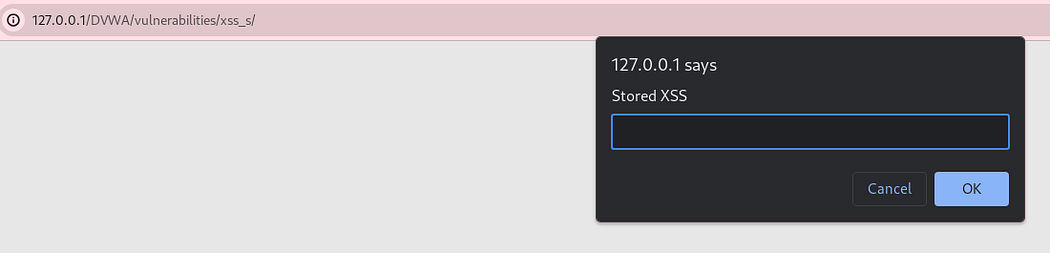 127.0.0.1/DVWA/vulnerabilities/xss_s/
127.0.0.1 says
Stored XSS
Cancel OK